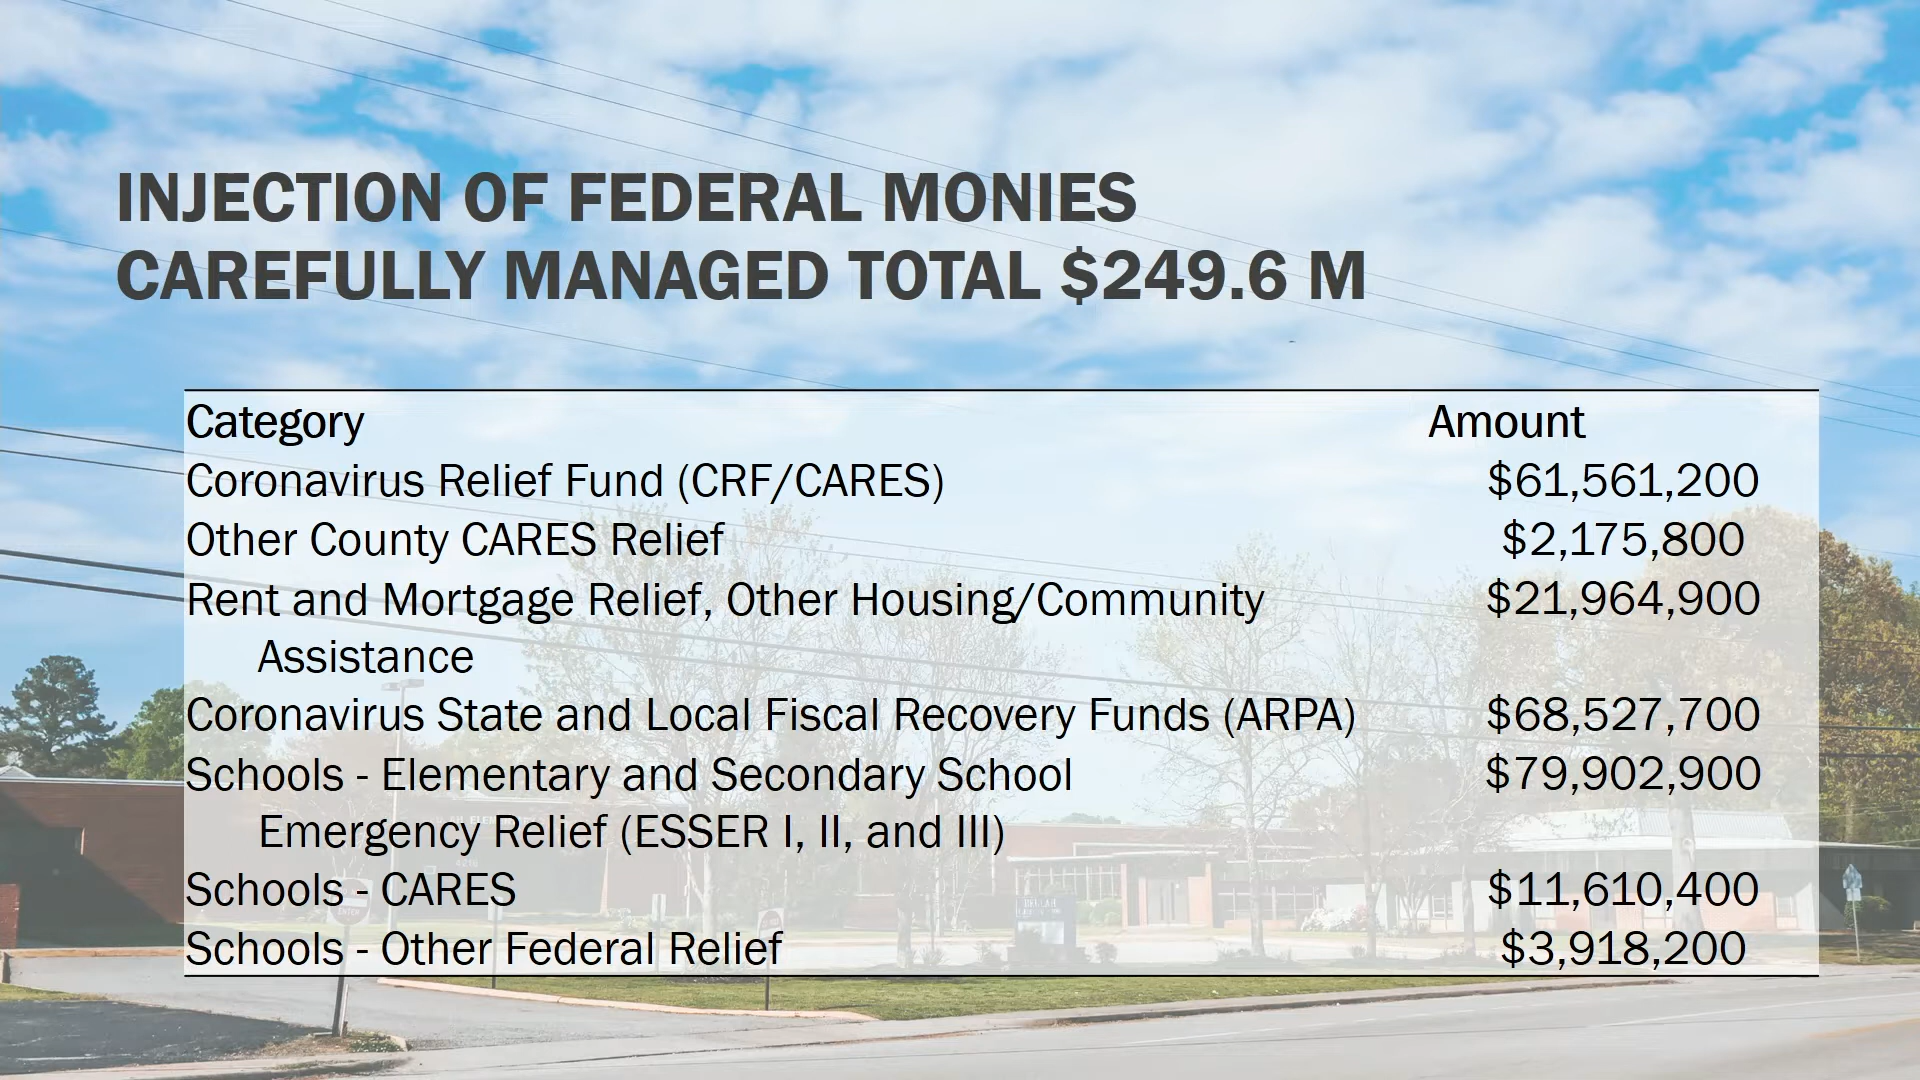 INJECTION OF FEDERAL MONIES
CAREFULLY MANAGED TOTAL $249.6 M
Category Amount
Coronavirus Relief Fund (CRF/CARES) $61,561,200
Other County CARES Relief $2,175,800
Rent and Mortgage Relief, Other Housing/Community $21,964,900
Assistance
Coronavirus State and Local Fiscal Recovery Funds (ARPA) $68,527,700
Schools - Elementary and Secondary School $79,902,900
Emergency Relief (ESSER I, II, and III)
Schools - CARES $11,610,400
Schools - Other Federal Relief $3,918,200